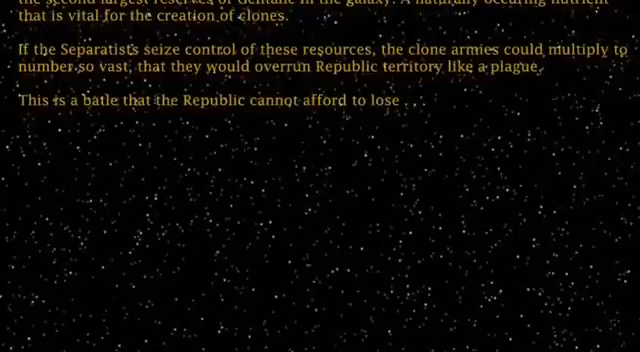 the second largest reserves of Gentane in the galaxy. A naturally occuring nutrient
that is vital for the creation of clones.
If the Separatists seize control of these resources, the clone armies could multiply to
number so vast, that they would overrun Republic territory like a plague.
This is a batle that the Republic cannot afford to lose . . .